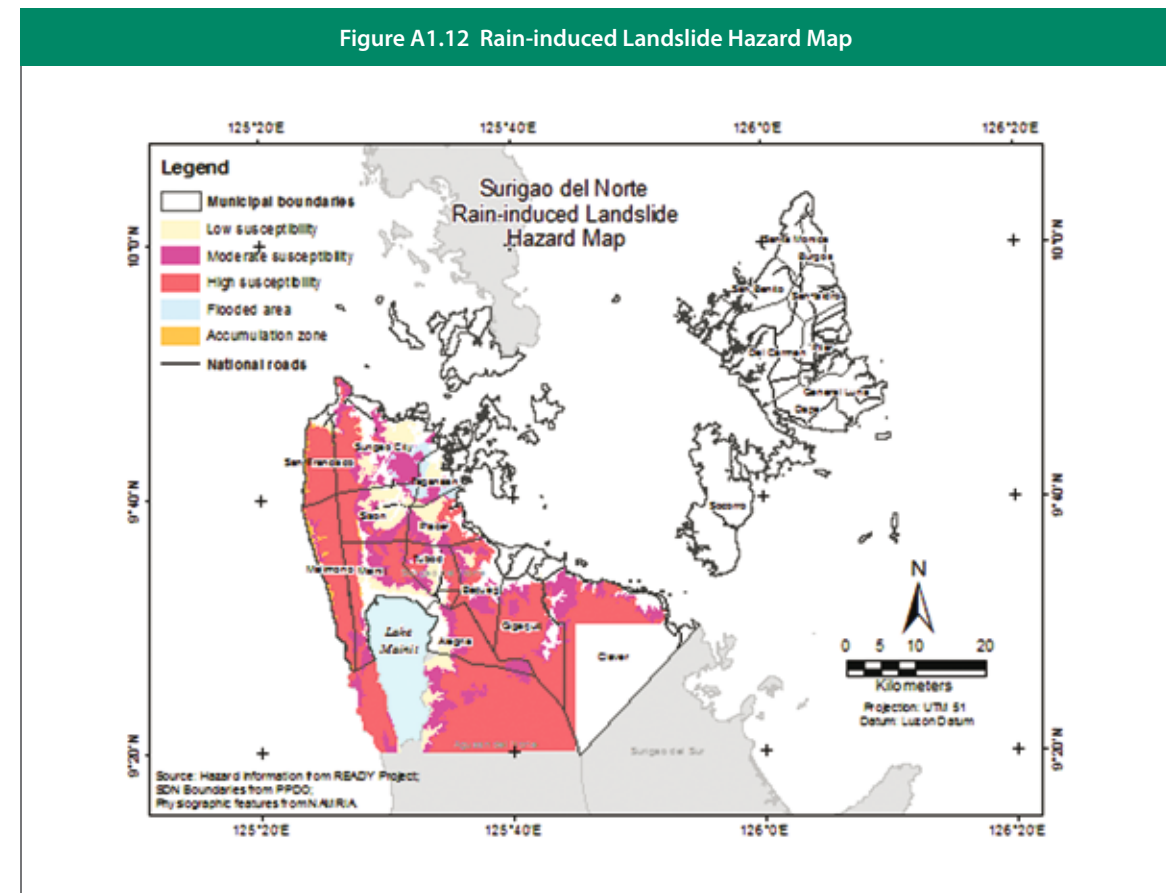 Figure A1.12 Rain-induced Landslide Hazard Map
125°20'E
125°40'E
126°0'E
126°20'E
Legend
Municipal boundaries
Low susceptibility
Moderate susceptibility
High susceptibility
Flooded area
Accumulation zone
National roads
Surigao del Norte
Rain-induced Landslide
Hazard Map
10°0'N
10°0'N
Santa Monica
Burgos
San Benito
San Isidro
Del Carmen
Pilar
General Luna
Dapa
Surigao City
San Francisco
Taganaan
9°40'N
9°40'N
Sison
Placer
Socorro
Malimono
Mainit
Tubod
Bacuag
Gigaquit
Alegria
Claver
Lake
Mainit
N
0 5 10 20
Kilometers
Projection: UTM 51
Datum: Luzon Datum
Surigao del Sur
9°20'N
9°20'N
Source: Hazard information from READY Project;
SDN Boundaries from PPDO;
Physiographic features from NAMRIA.
125°20'E
125°40'E
126°0'E
126°20'E